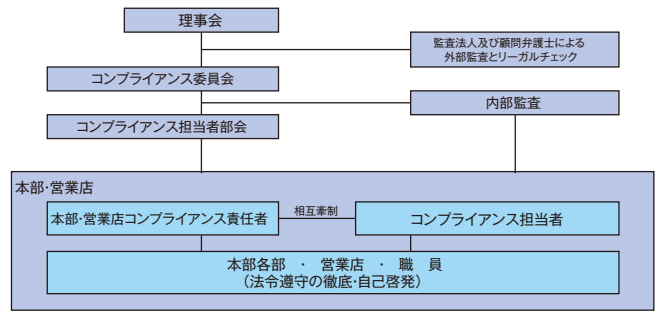 理事会
監査法人及び顧問弁護士による
外部監査とリーガルチェック
コンプライアンス委員会
内部監査
コンプライアンス担当者部会
本部・営業店
本部・営業店コンプライアンス責任者
相互牽制
コンプライアンス担当者
本部各部 ・ 営業店 ・ 職 員
（法令遵守の徹底・自己啓発）